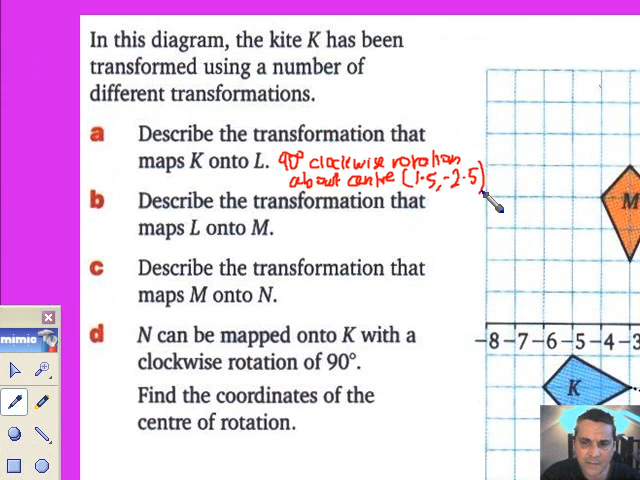 In this diagram, the kite K has been
transformed using a number of
different transformations.
a Describe the transformation that
maps K onto L. 90° clockwise rotation
about centre (1.5, -2.5)
b Describe the transformation that
maps L onto M.
c Describe the transformation that
maps M onto N.
d N can be mapped onto K with a
clockwise rotation of 90°.
Find the coordinates of the
centre of rotation.
M
-8 -7 -6 -5 -4 -3
K
mimic